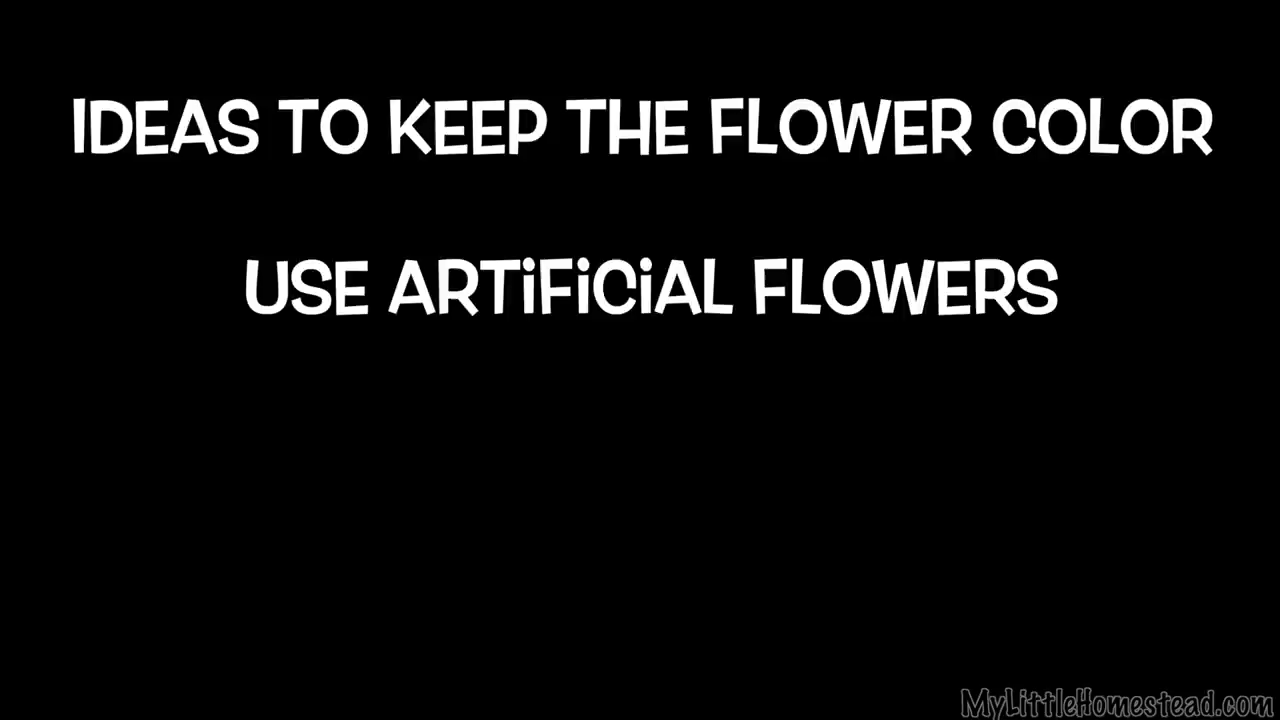 IDEAS TO KEEP THE FLOWER COLOR
USE ARTiFiCiAL FLOWERS
MyLittleHomestead.com